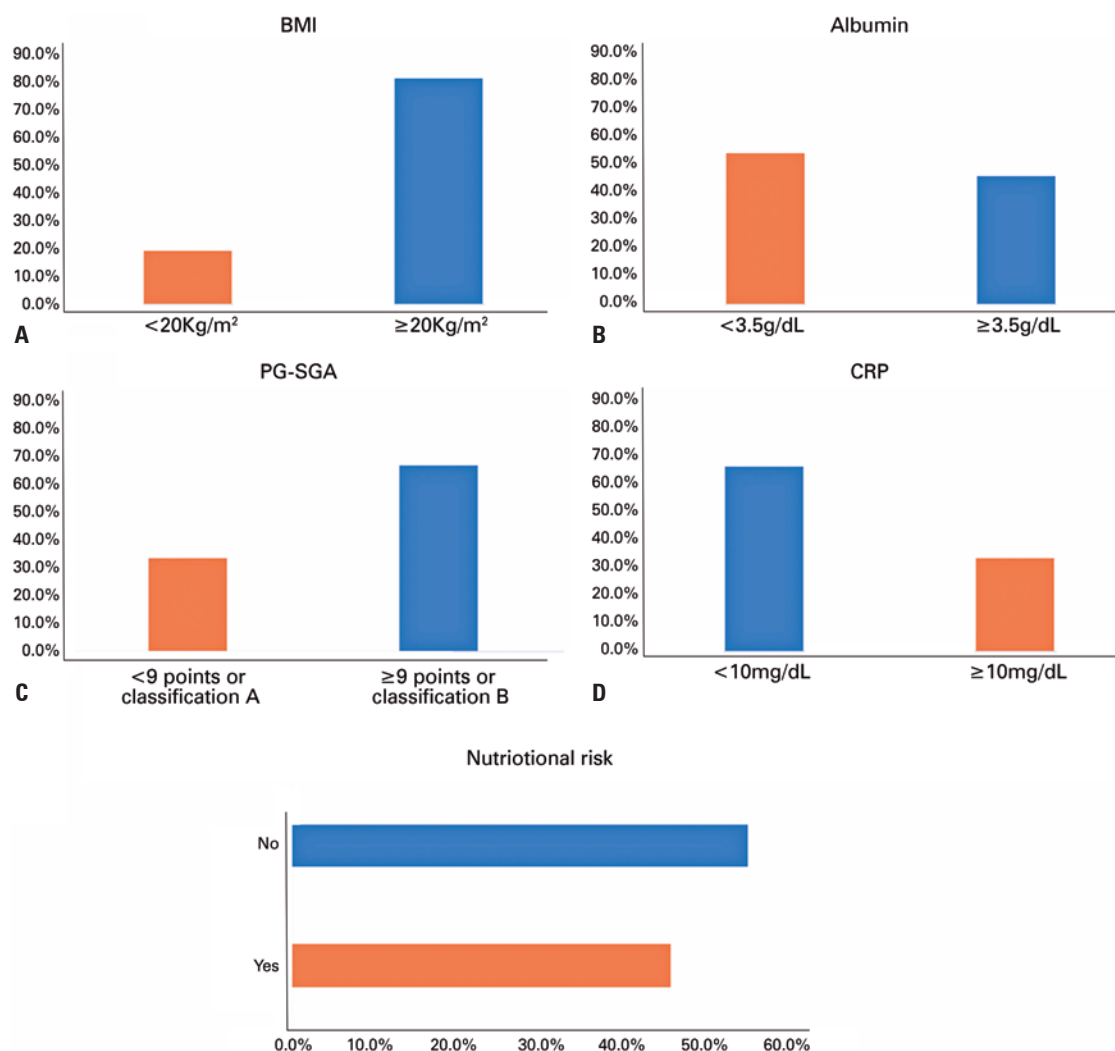 BMI
90.0%
80.0%
70.0%
60.0%
50.0%
40.0%
30.0%
20.0%
10.0%
0.0%
<20Kg/m²
≥20Kg/m²
A
Albumin
90.0%
80.0%
70.0%
60.0%
50.0%
40.0%
30.0%
20.0%
10.0%
0.0%
<3.5g/dL
≥3.5g/dL
B
PG-SGA
90.0%
80.0%
70.0%
60.0%
50.0%
40.0%
30.0%
20.0%
10.0%
0.0%
<9 points or
classification A
≥9 points or
classification B
C
CRP
90.0%
80.0%
70.0%
60.0%
50.0%
40.0%
30.0%
20.0%
10.0%
0.0%
<10mg/dL
≥10mg/dL
D
Nutriotional risk
No
Yes
0.0% 10.0% 20.0% 30.0% 40.0% 50.0% 60.0%